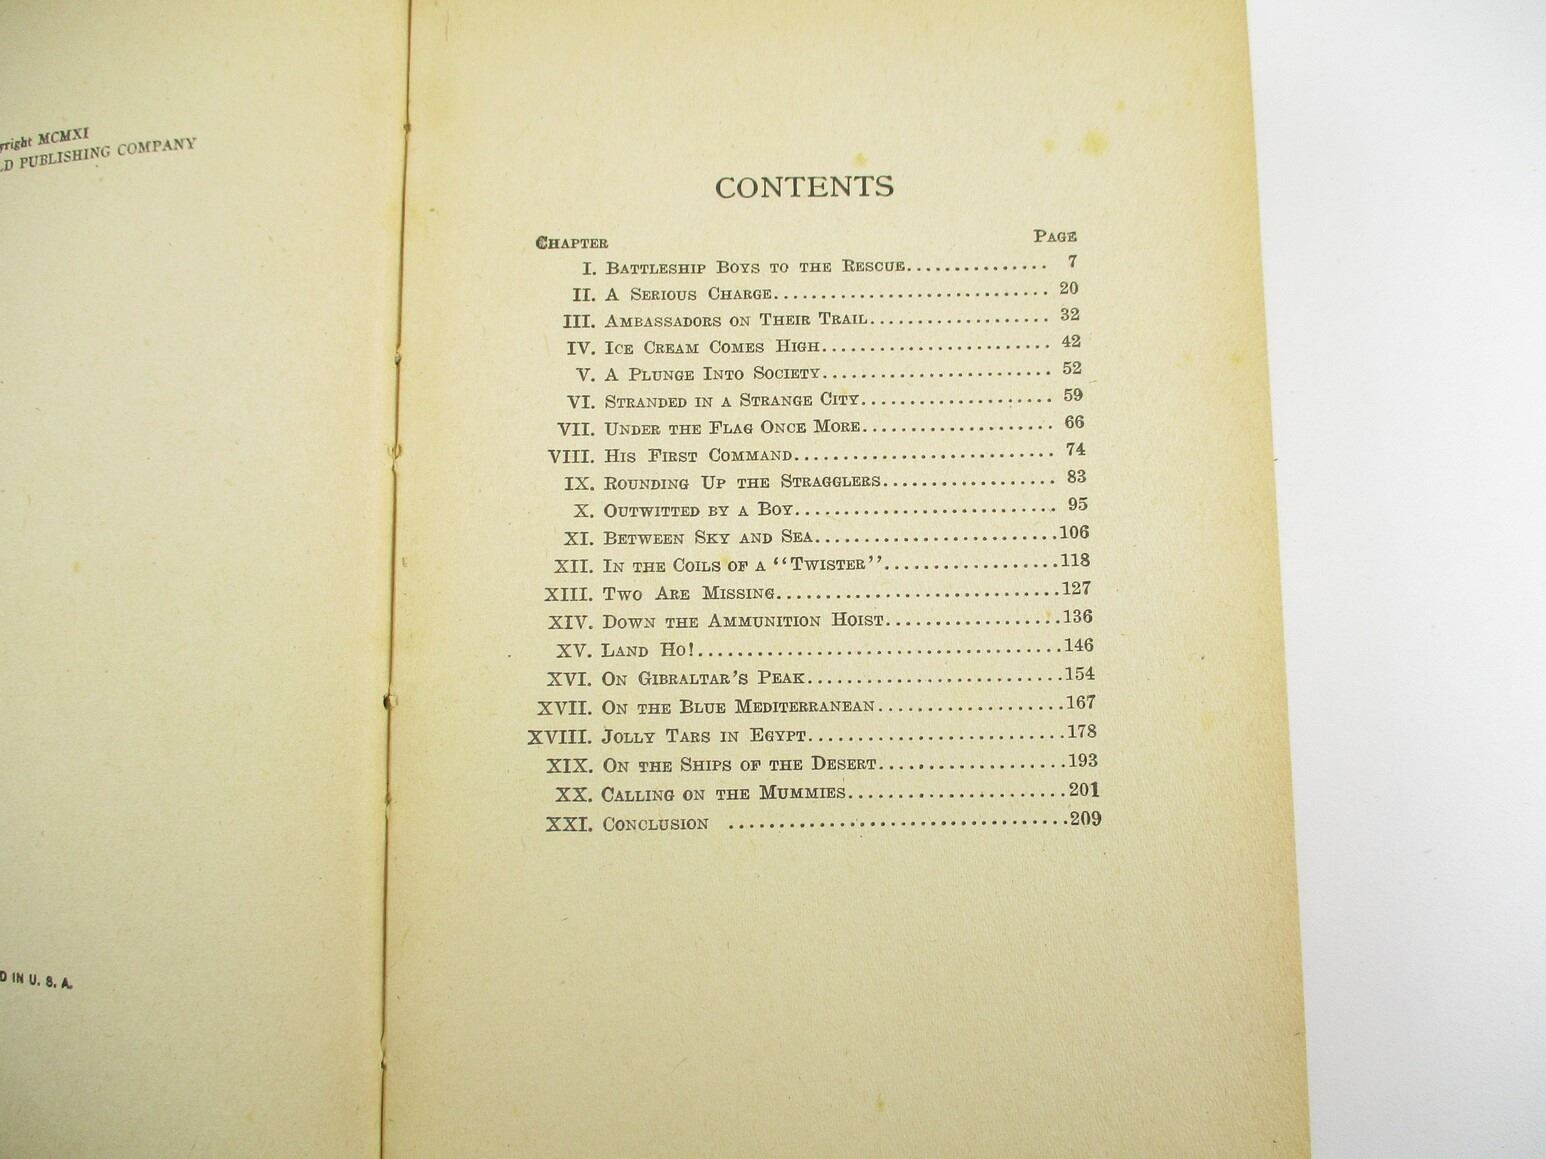 MCMXI
PUBLISHING COMPANY
IN U. S. A.
CONTENTS
CHAPTER PAGE
I. BATTLESHIP BOYS TO THE RESCUE............... 7
II. A SERIOUS CHARGE............................. 20
III. AMBASSADORS ON THEIR TRAIL................... 32
IV. ICE CREAM COMES HIGH........................ 42
V. A PLUNGE INTO SOCIETY........................ 52
VI. STRANDED IN A STRANGE CITY.................... 59
VII. UNDER THE FLAG ONCE MORE.................... 66
VIII. HIS FIRST COMMAND........................... 74
IX. ROUNDING UP THE STRAGGLERS.................. 83
X. OUTWITTED BY A BOY........................... 95
XI. BETWEEN SKY AND SEA.........................106
XII. IN THE COILS OF A “TWISTER”..................118
XIII. TWO ARE MISSING.............................127
XIV. DOWN THE AMMUNITION HOIST..................136
XV. LAND HO!.....................................146
XVI. ON GIBRALTAR'S PEAK..........................154
XVII. ON THE BLUE MEDITERRANEAN...................167
XVIII. JOLLY TARS IN EGYPT..........................178
XIX. ON THE SHIPS OF THE DESERT...................193
XX. CALLING ON THE MUMMIES......................201
XXI. CONCLUSION ..................................209